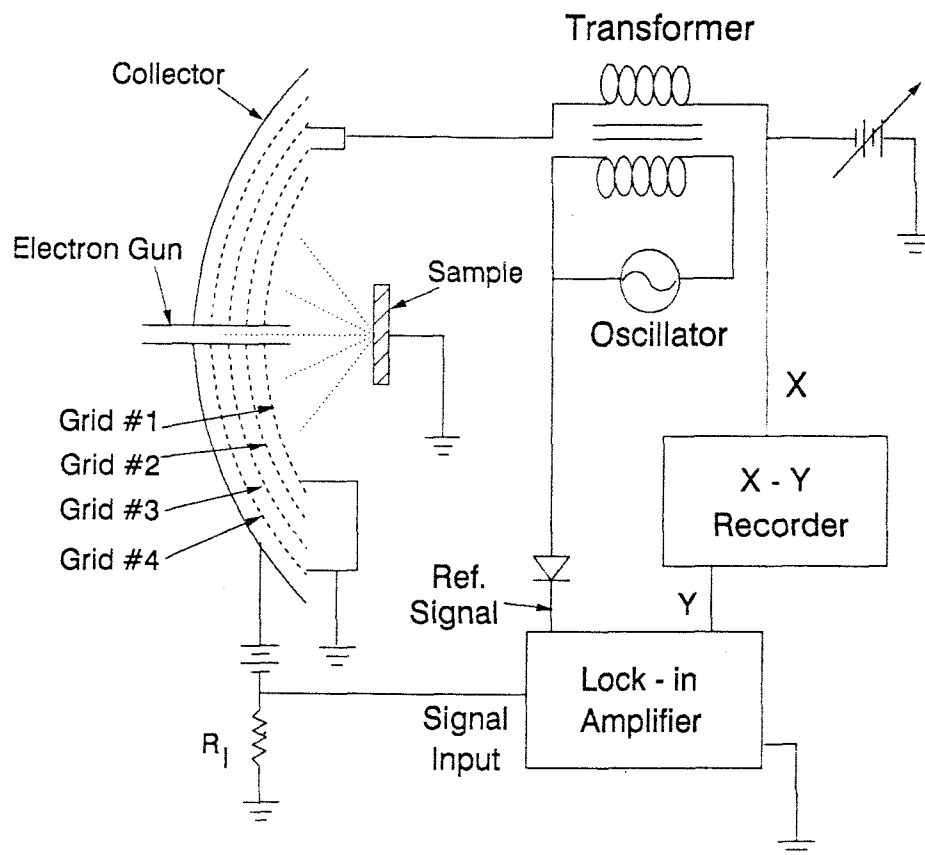 Transformer
Collector
Electron Gun
Sample
Oscillator
Grid #1
Grid #2
Grid #3
Grid #4
X
X - Y
Recorder
Ref.
Signal
Y
Lock - in
Amplifier
Signal
Input
R_I